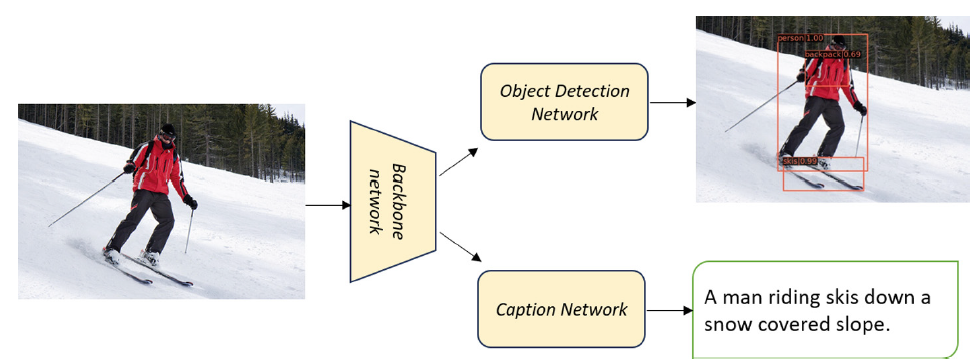 Backbone
network
Object Detection
Network
Caption Network
person|1.00
backpack|0.69
skis|0.99
A man riding skis down a
snow covered slope.